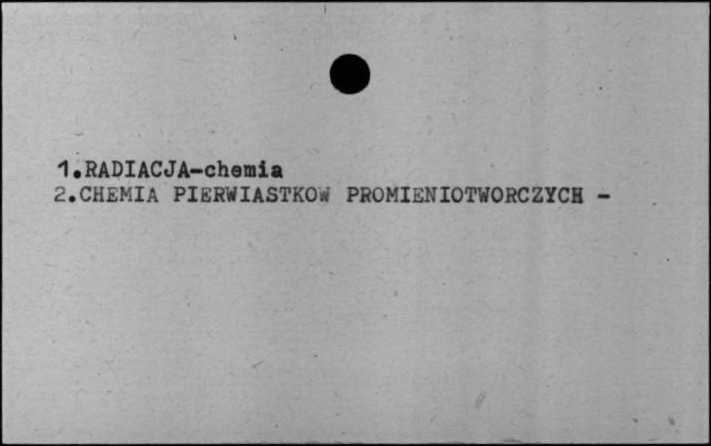 1.RADIACJA-chemia
2.CHEMIA PIERWIASTKOW PROMIENIOTWORCZYCH -